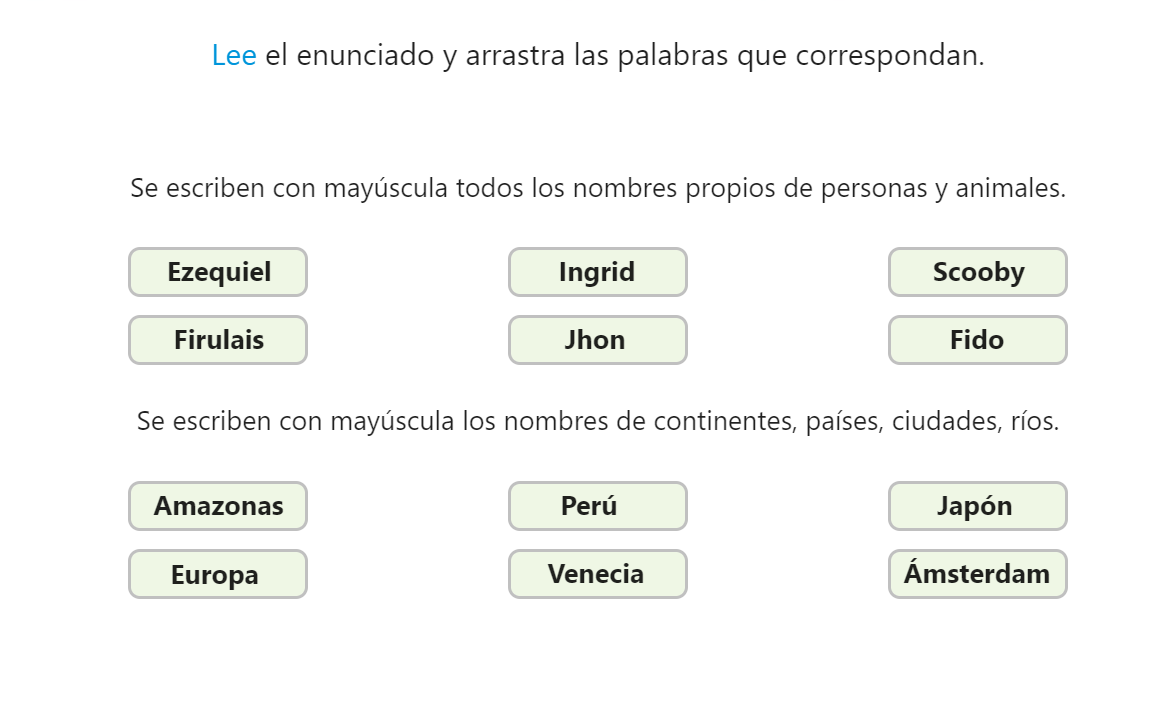 Lee el enunciado y arrastra las palabras que correspondan.
Se escriben con mayúscula todos los nombres propios de personas y animales.
Ezequiel Ingrid Scooby
Firulais Jhon Fido
Se escriben con mayúscula los nombres de continentes, países, ciudades, ríos.
Amazonas Perú Japón
Europa Venecia Ámsterdam